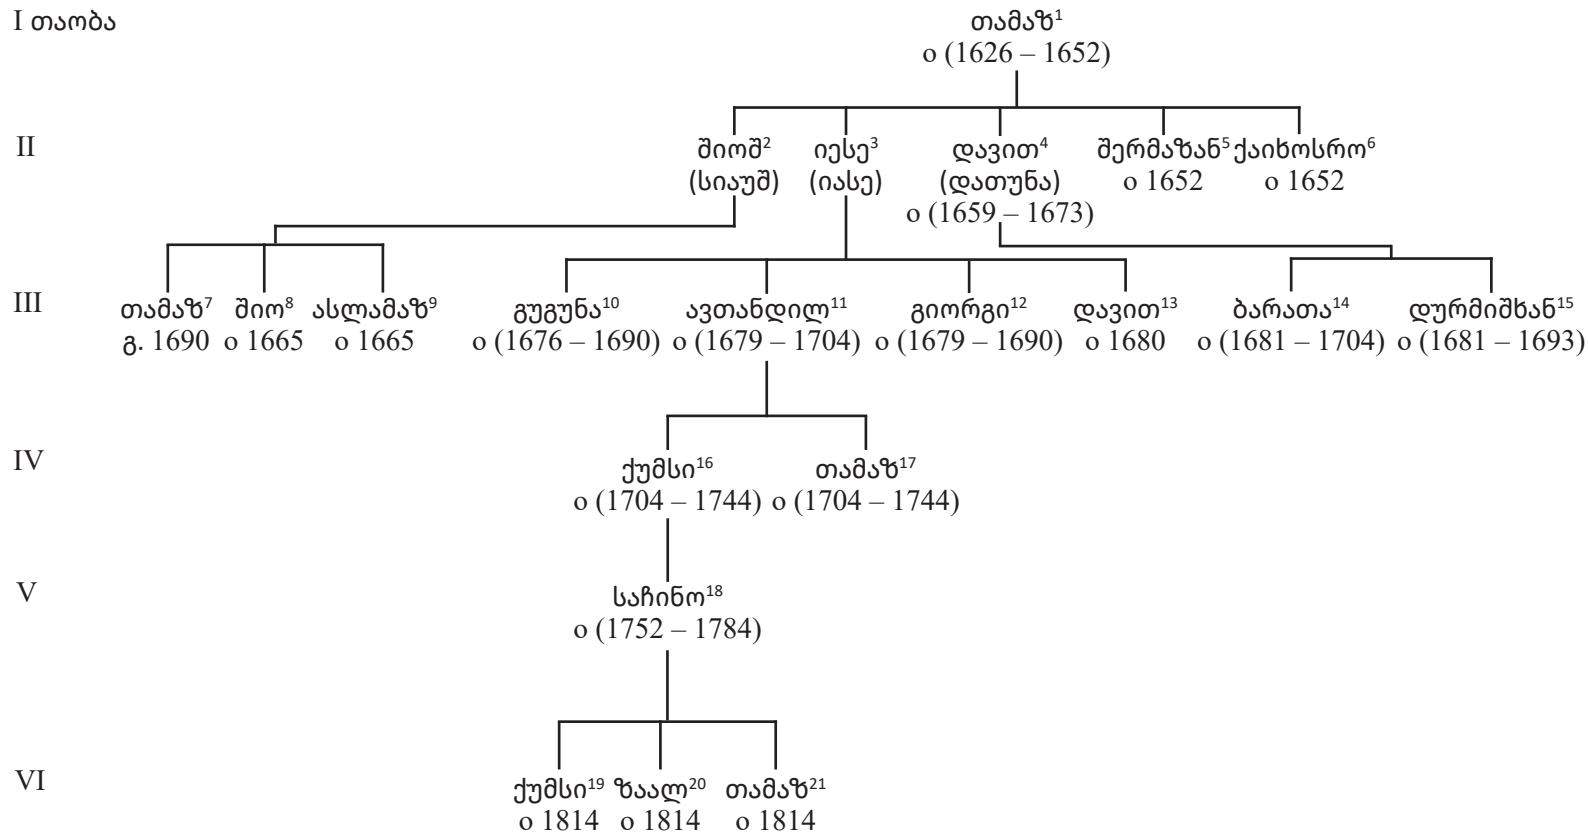 I თაობა
თამაზ¹
o (1626 – 1652)
II
შიოშ² იესე³ დავით⁴ შერმაზან⁵ ქაიხოსრო⁶
(სიაუშ) (იასე) (დათუნა) o 1652 o 1652
o (1659 – 1673)
III
თამაზ⁷ შიო⁸ ასლამაზ⁹ გუგუნა¹⁰ ავთანდილ¹¹ გიორგი¹² დავით¹³ ბარათა¹⁴ დურმიშხან¹⁵
გ. 1690 o 1665 o 1665 o (1676 – 1690) o (1679 – 1704) o (1679 – 1690) o 1680 o (1681 – 1704) o (1681 – 1693)
IV
ქუმსი¹⁶ თამაზ¹⁷
o (1704 – 1744) o (1704 – 1744)
V
საჩინო¹⁸
o (1752 – 1784)
VI
ქუმსი¹⁹ ზაალ²⁰ თამაზ²¹
o 1814 o 1814 o 1814